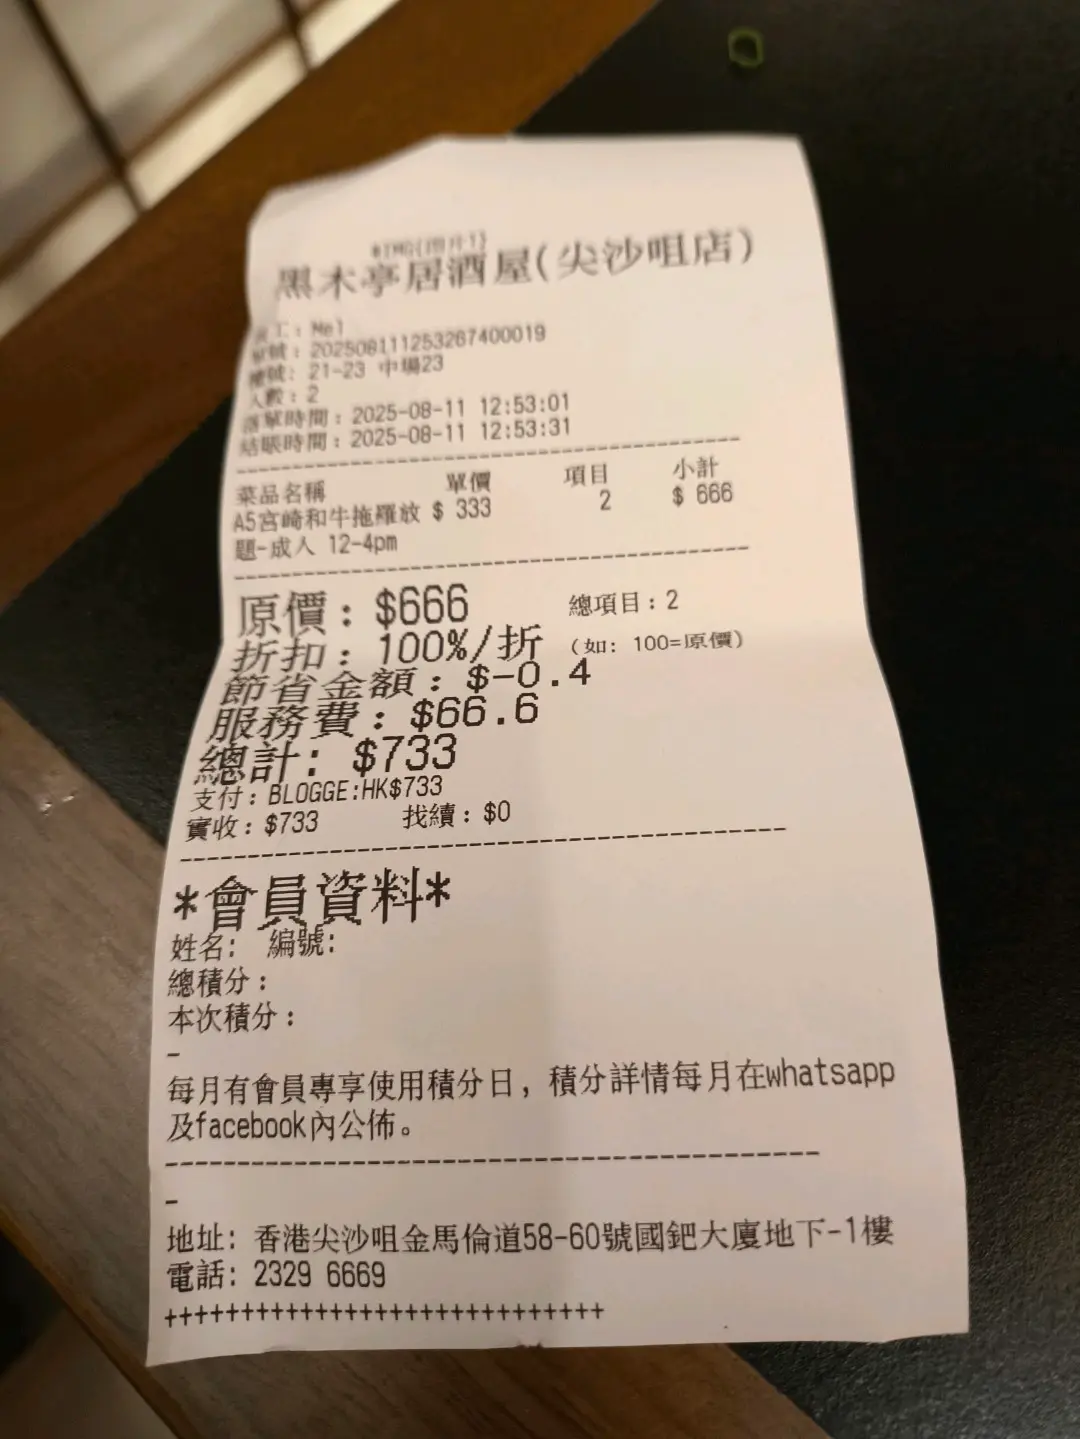 黑木亭居酒屋(尖沙咀店)
工: Mel
號: 2025081112532674​00019
號: 21-23 中場23
人數: 2
落單時間: 2025-08-11 12:53:01
結賬時間: 2025-08-11 12:53:31
菜品名稱 單價 項目 小計
A5宮崎和牛拖羅放 $ 333 2 $ 666
題-成人 12-4pm
原價: $666 總項目: 2
折扣: 100%/折 (如: 100=原價)
節省金額: $-0.4
服務費: $66.6
總計: $733
支付: BLOGGE:HK$733
實收: $733 找續: $0
*會員資料*
姓名: 編號:
總積分:
本次積分:
-
每月有會員專享使用積分日, 積分詳情每月在whatsapp
及facebook內公佈。
-
地址: 香港尖沙咀金馬倫道58-60號國鈀大廈地下-1樓
電話: 2329 6669
+++++++++++++++++++++++++++++